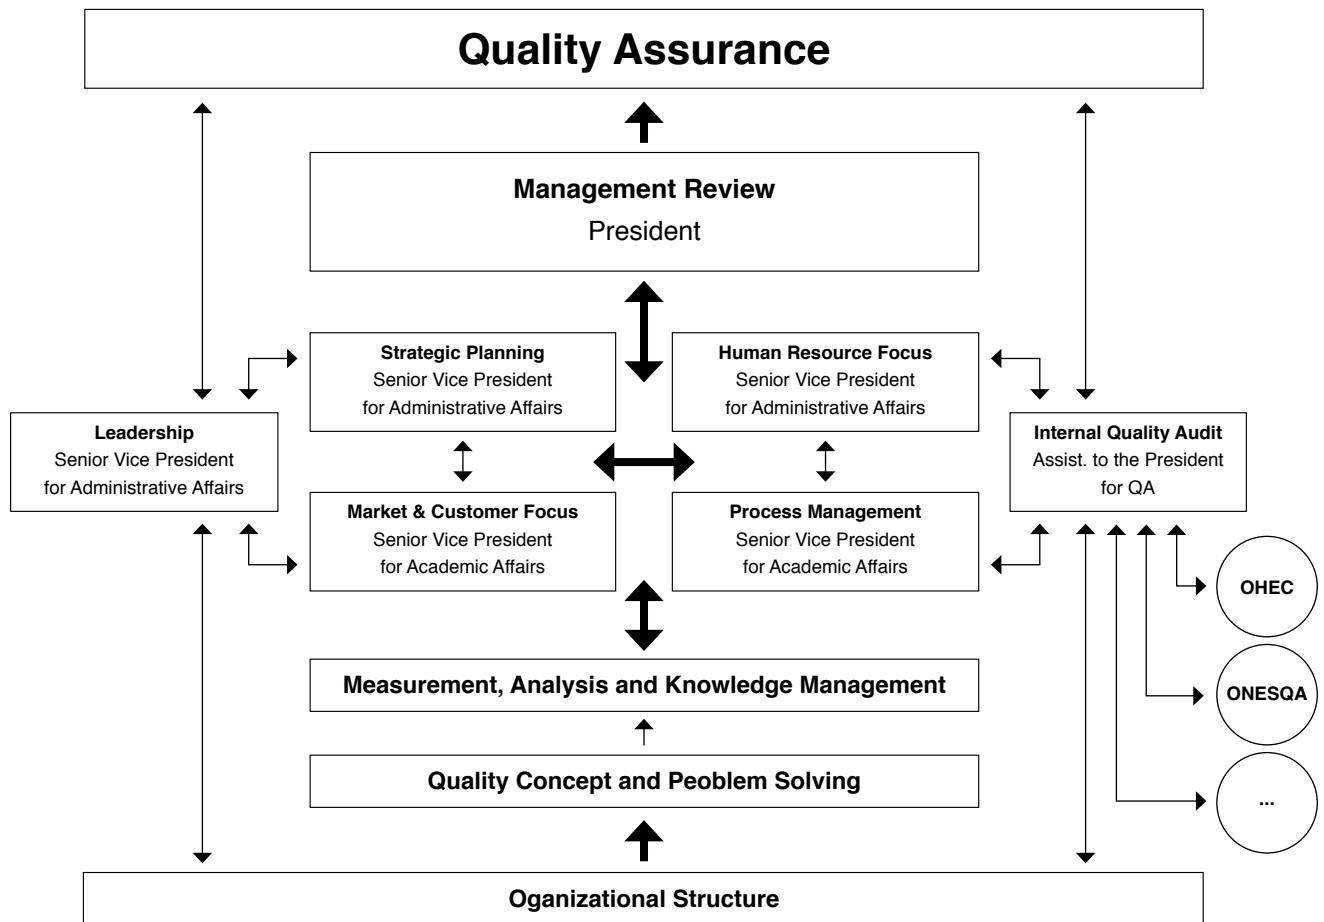 Quality Assurance
Management Review
President
Strategic Planning
Senior Vice President
for Administrative Affairs
Human Resource Focus
Senior Vice President
for Administrative Affairs
Leadership
Senior Vice President
for Administrative Affairs
Internal Quality Audit
Assist. to the President
for QA
Market & Customer Focus
Senior Vice President
for Academic Affairs
Process Management
Senior Vice President
for Academic Affairs
OHEC
Measurement, Analysis and Knowledge Management
ONESQA
Quality Concept and Peoblem Solving
...
Oganizational Structure